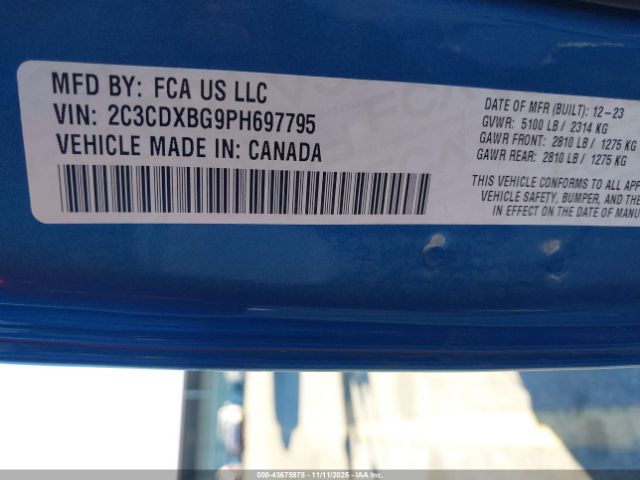 MFD BY: FCA US LLC
VIN: 2C3CDXBG9PH697795
VEHICLE MADE IN: CANADA
DATE OF MFR (BUILT): 12-23
GVWR: 5100 LB / 2314 KG
GAWR FRONT: 2810 LB / 1275 KG
GAWR REAR: 2810 LB / 1275 KG
THIS VEHICLE CONFORMS TO ALL APP
VEHICLE SAFETY, BUMPER, AND THE
IN EFFECT ON THE DATE OF MANU
000-43675978 - 11/11/2025 - IAA Inc.